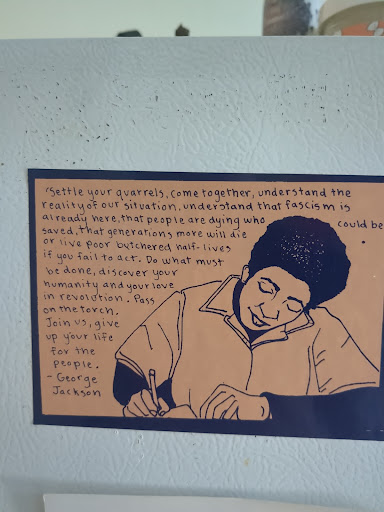 "Settle your quarrels, come together, understand the
reality of our situation, understand that fascism is
already here, that people are dying who could be
saved, that generations more will die
or live poor butchered half-lives
if you fail to act. Do what must
be done, discover your
humanity and your love
in revolution. Pass
on the torch.
Join us, give
up your life
for the
people.
- George
Jackson